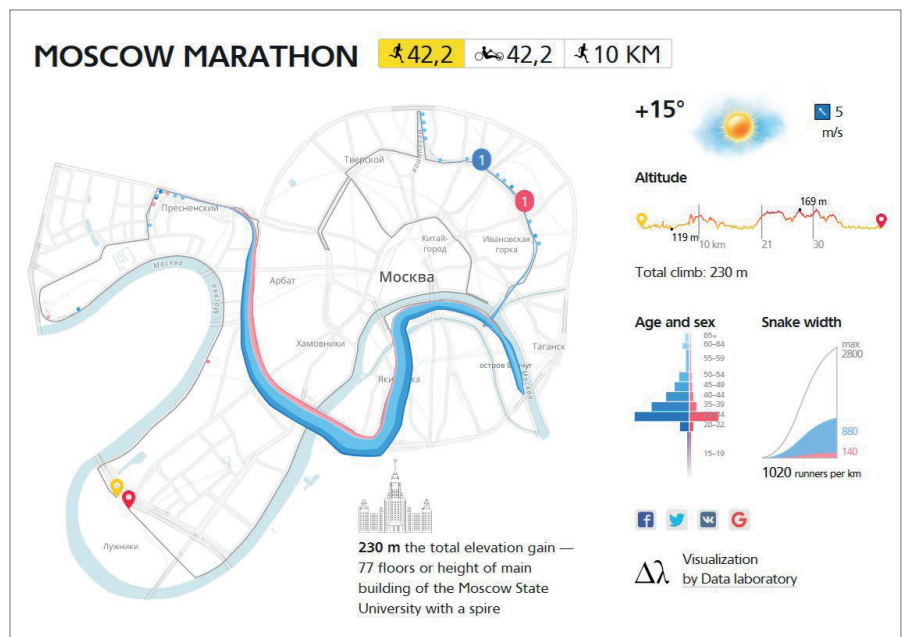 MOSCOW MARATHON 42,2 42,2 10 KM
+15°
5
m/s
Altitude
169 m
119 m
10 km 21 30
Total climb: 230 m
Age and sex
65+
60–64
55–59
50–54
45–49
40–44
35–39
20–22
15–19
Snake width
max
2800
880
140
1020 runners per km
Тверской
1
1
Пресненский
Китай-
город
Ивановская
горка
Москва
Москва
Москва
Арбат
Хамовники
Таганск
остров
Москва
Лужники
230 m the total elevation gain —
77 floors or height of main
building of the Moscow State
University with a spire
f
G
Δλ
Visualization
by Data laboratory